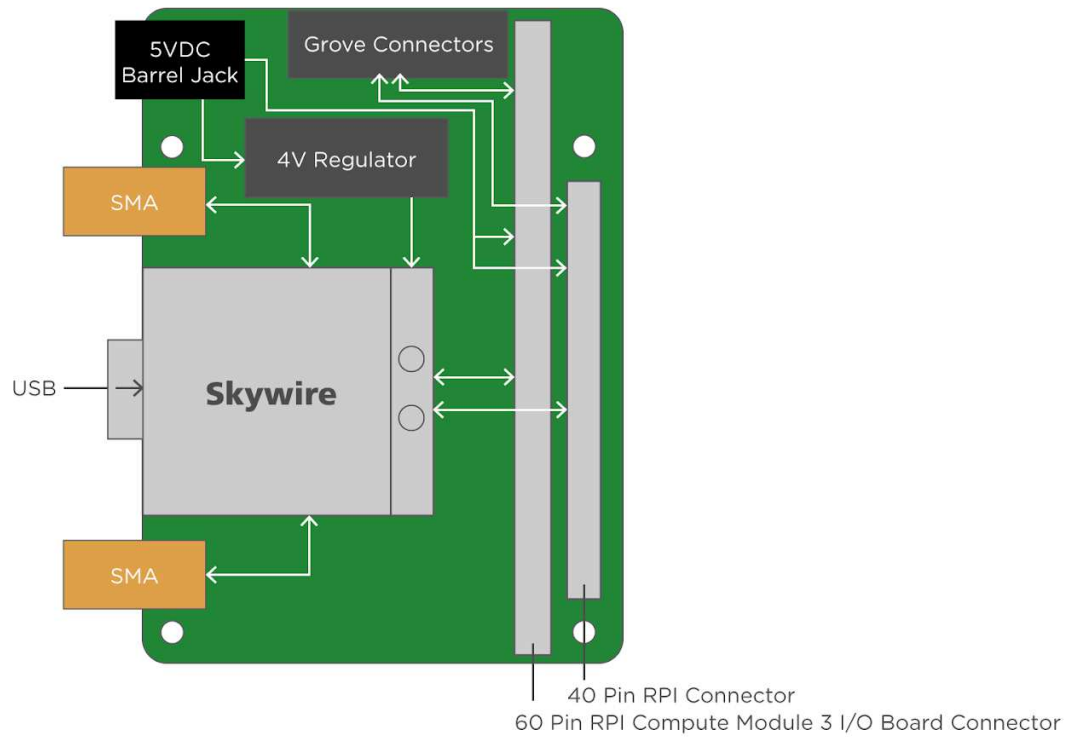 5VDC
Barrel Jack
Grove Connectors
4V Regulator
SMA
USB
Skywire
SMA
40 Pin RPI Connector
60 Pin RPI Compute Module 3 I/O Board Connector